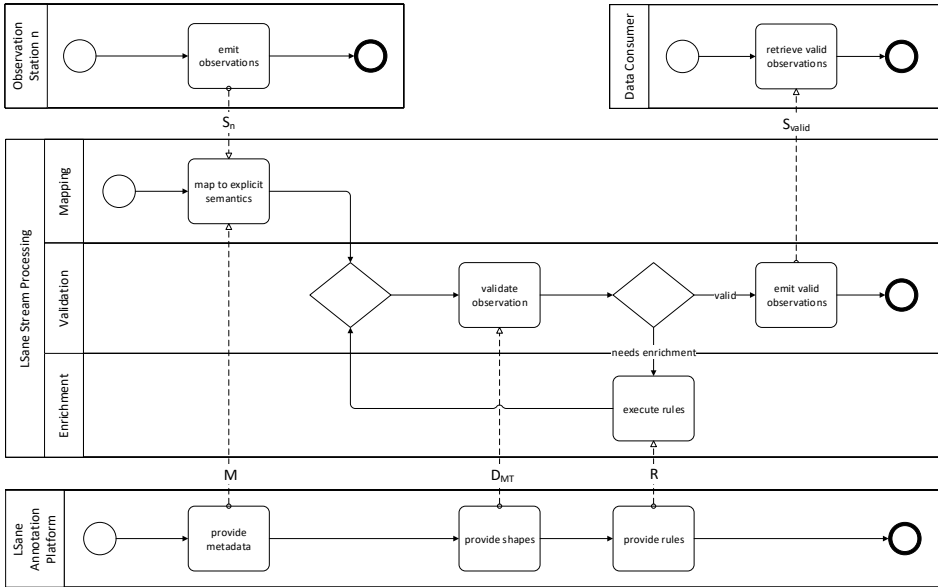 Observation
Station n
emit
observations
Data Consumer
retrieve valid
observations
Sn
Svalid
LSane Stream Processing
Mapping
map to explicit
semantics
Validation
validate
observation
valid
emit valid
observations
needs enrichment
Enrichment
execute rules
M
DMT
R
LSane
Annotation
Platform
provide
metadata
provide shapes
provide rules